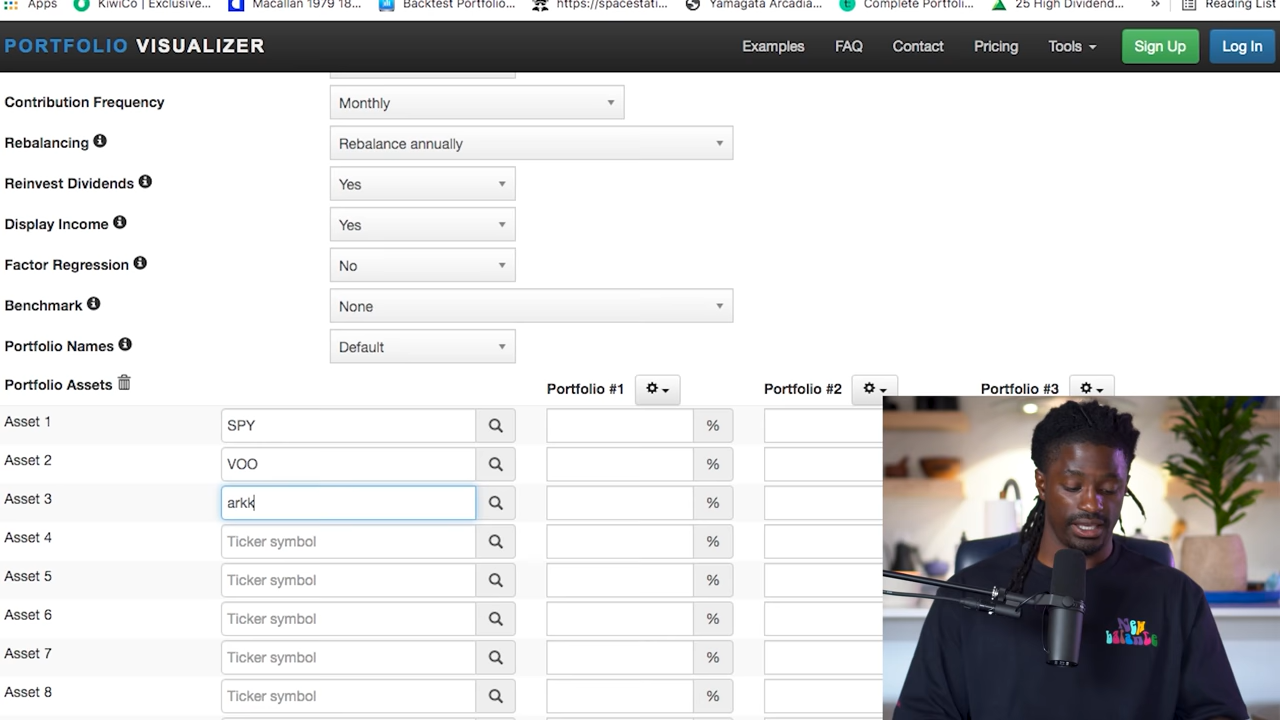 Apps KiwiCo | Exclusive... Macallan 1979 18... Backtest Portfolio... https://spacestati... Yamagata Arcadia... Complete Portfoli... 25 High Dividend... » Reading List
PORTFOLIO VISUALIZER Examples FAQ Contact Pricing Tools Sign Up Log In
Contribution Frequency Monthly
Rebalancing Rebalance annually
Reinvest Dividends Yes
Display Income Yes
Factor Regression No
Benchmark None
Portfolio Names Default
Portfolio Assets Portfolio #1 Portfolio #2 Portfolio #3
Asset 1 SPY %
Asset 2 VOO %
Asset 3 arkk %
Asset 4 Ticker symbol %
Asset 5 Ticker symbol %
Asset 6 Ticker symbol %
Asset 7 Ticker symbol %
Asset 8 Ticker symbol %
New
balance